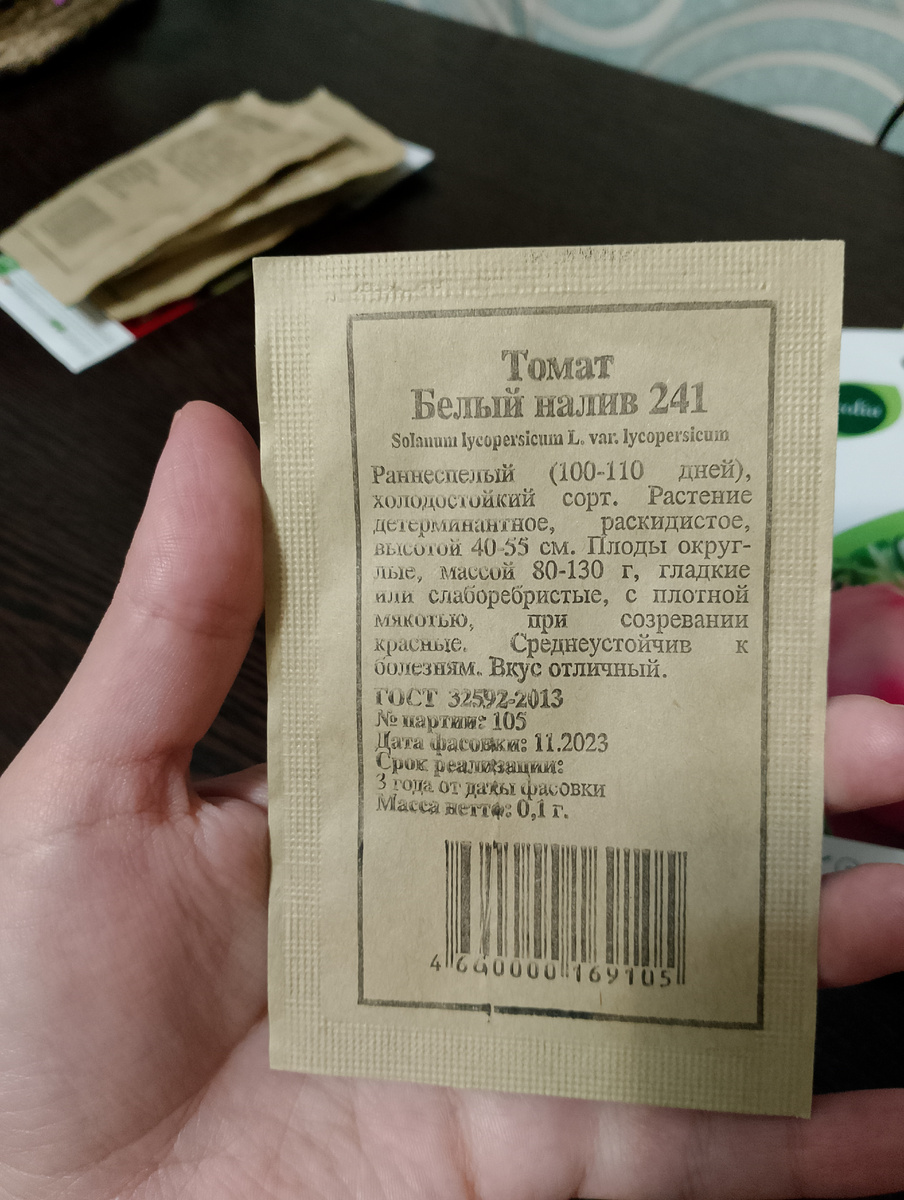 Томат
Белый налив 241
Solanum lycopersicum L. var. lycopersicum
Раннеспелый (100-110 дней),
холодостойкий сорт. Растение
детерминантное, раскидистое,
высотой 40-55 см. Плоды округ-
лые, массой 80-130 г, гладкие
или слаборебристые, с плотной
мякотью, при созревании
красные. Среднеустойчив к
болезням. Вкус отличный.
ГОСТ 32592-2013
№ партии: 105
Дата фасовки: 11.2023
Срок реализации:
3 года от даты фасовки
Масса нетто: 0,1 г.
4 640000 169105